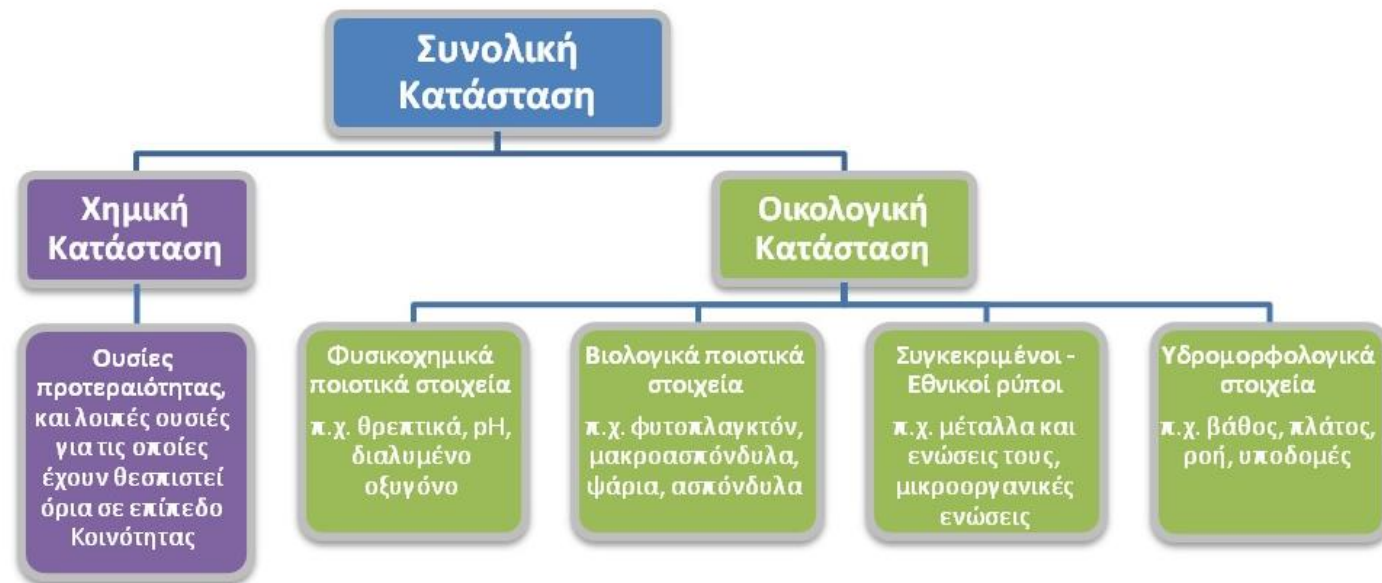 Συνολική
Κατάσταση
Χημική
Κατάσταση
Οικολογική
Κατάσταση
Ουσίες
προτεραιότητας,
και λοιπές ουσιές
για τις οποίες
έχουν θεσπιστεί
όρια σε επίπεδο
Κοινότητας
Φυσικοχημικά
ποιοτικά στοιχεία
π.χ. θρεπτικά, pH,
διαλυμένο
οξυγόνο
Βιολογικά ποιοτικά
στοιχεία
π.χ. φυτοπλαγκτόν,
μακροασπόνδυλα,
ψάρια, ασπόνδυλα
Συγκεκριμένοι -
Εθνικοί ρύποι
π.χ. μέταλλα και
ενώσεις τους,
μικροοργανικές
ενώσεις
Υδρομορφολογικά
στοιχεία
π.χ. βάθος, πλάτος,
ροή, υποδομές